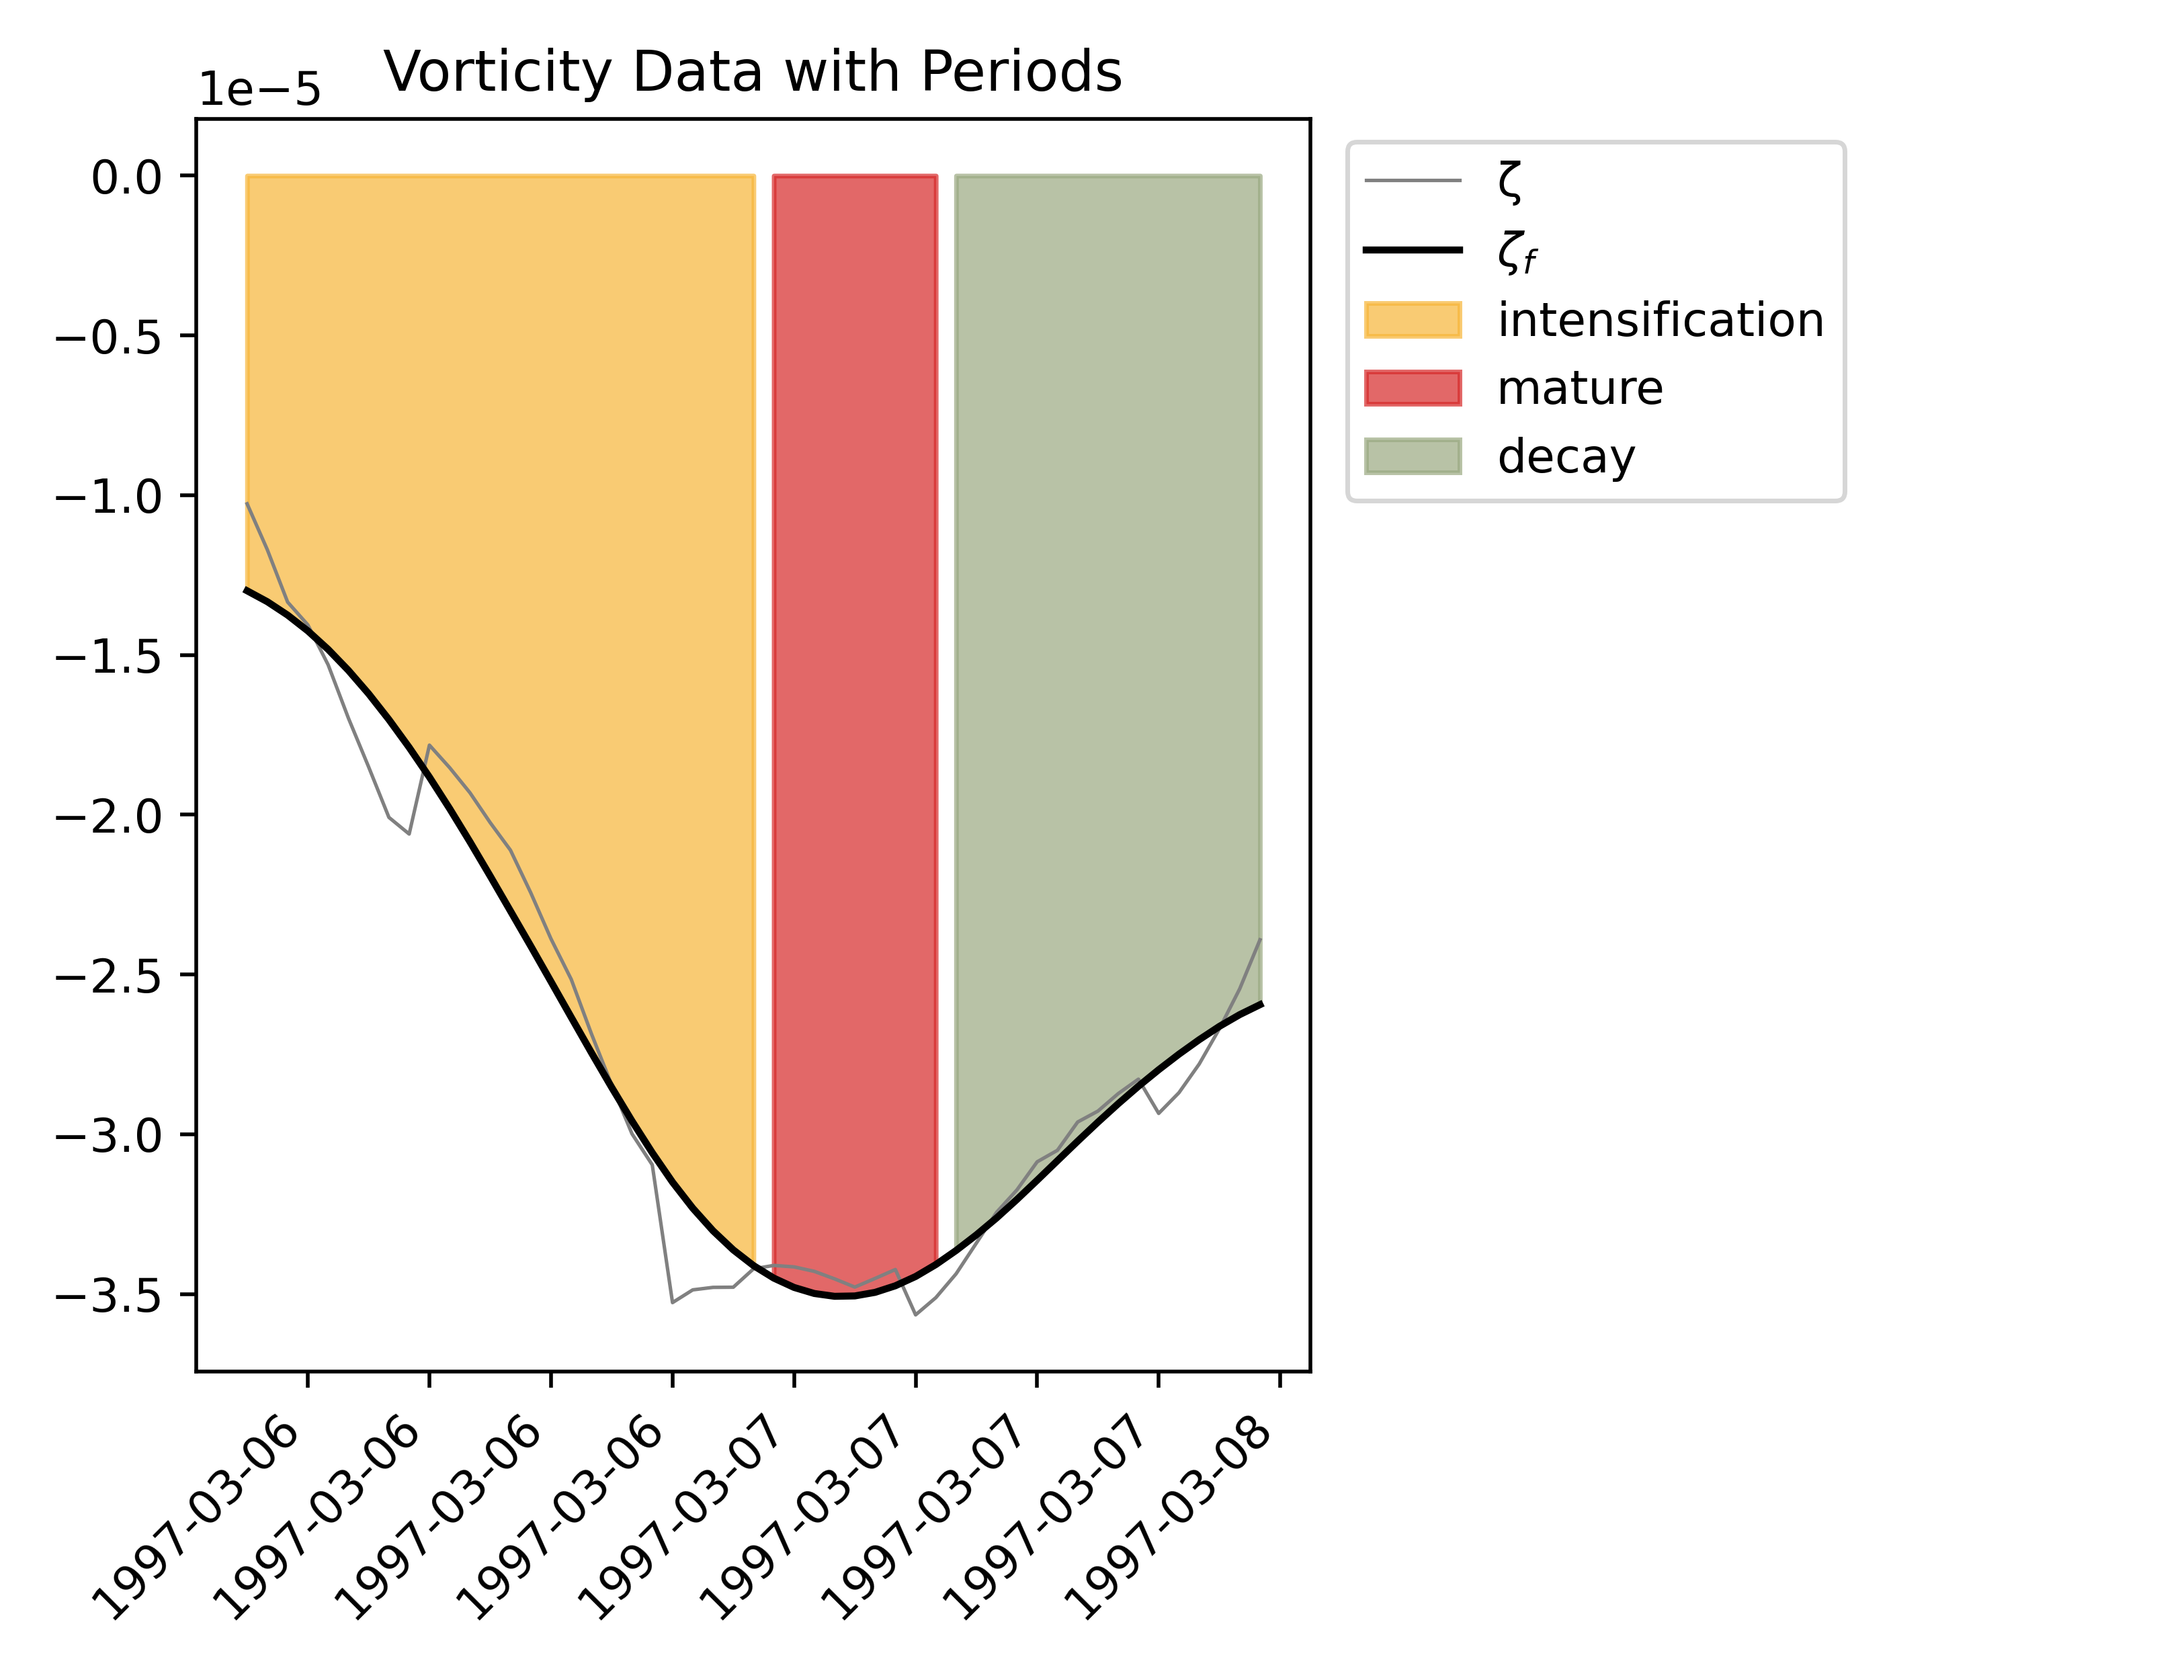 Vorticity Data with Periods
1e−5
0.0
−0.5
−1.0
−1.5
−2.0
−2.5
−3.0
−3.5
1997-03-06
1997-03-06
1997-03-06
1997-03-06
1997-03-07
1997-03-07
1997-03-07
1997-03-07
1997-03-08
ζ
ζf
intensification
mature
decay